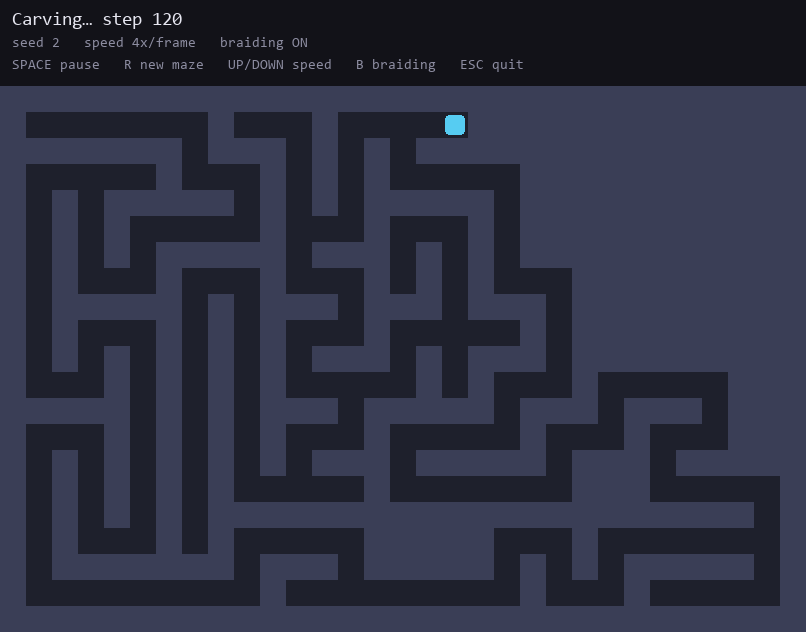 Carving… step 120
seed 2   speed 4x/frame   braiding ON
SPACE pause   R new maze   UP/DOWN speed   B braiding   ESC quit